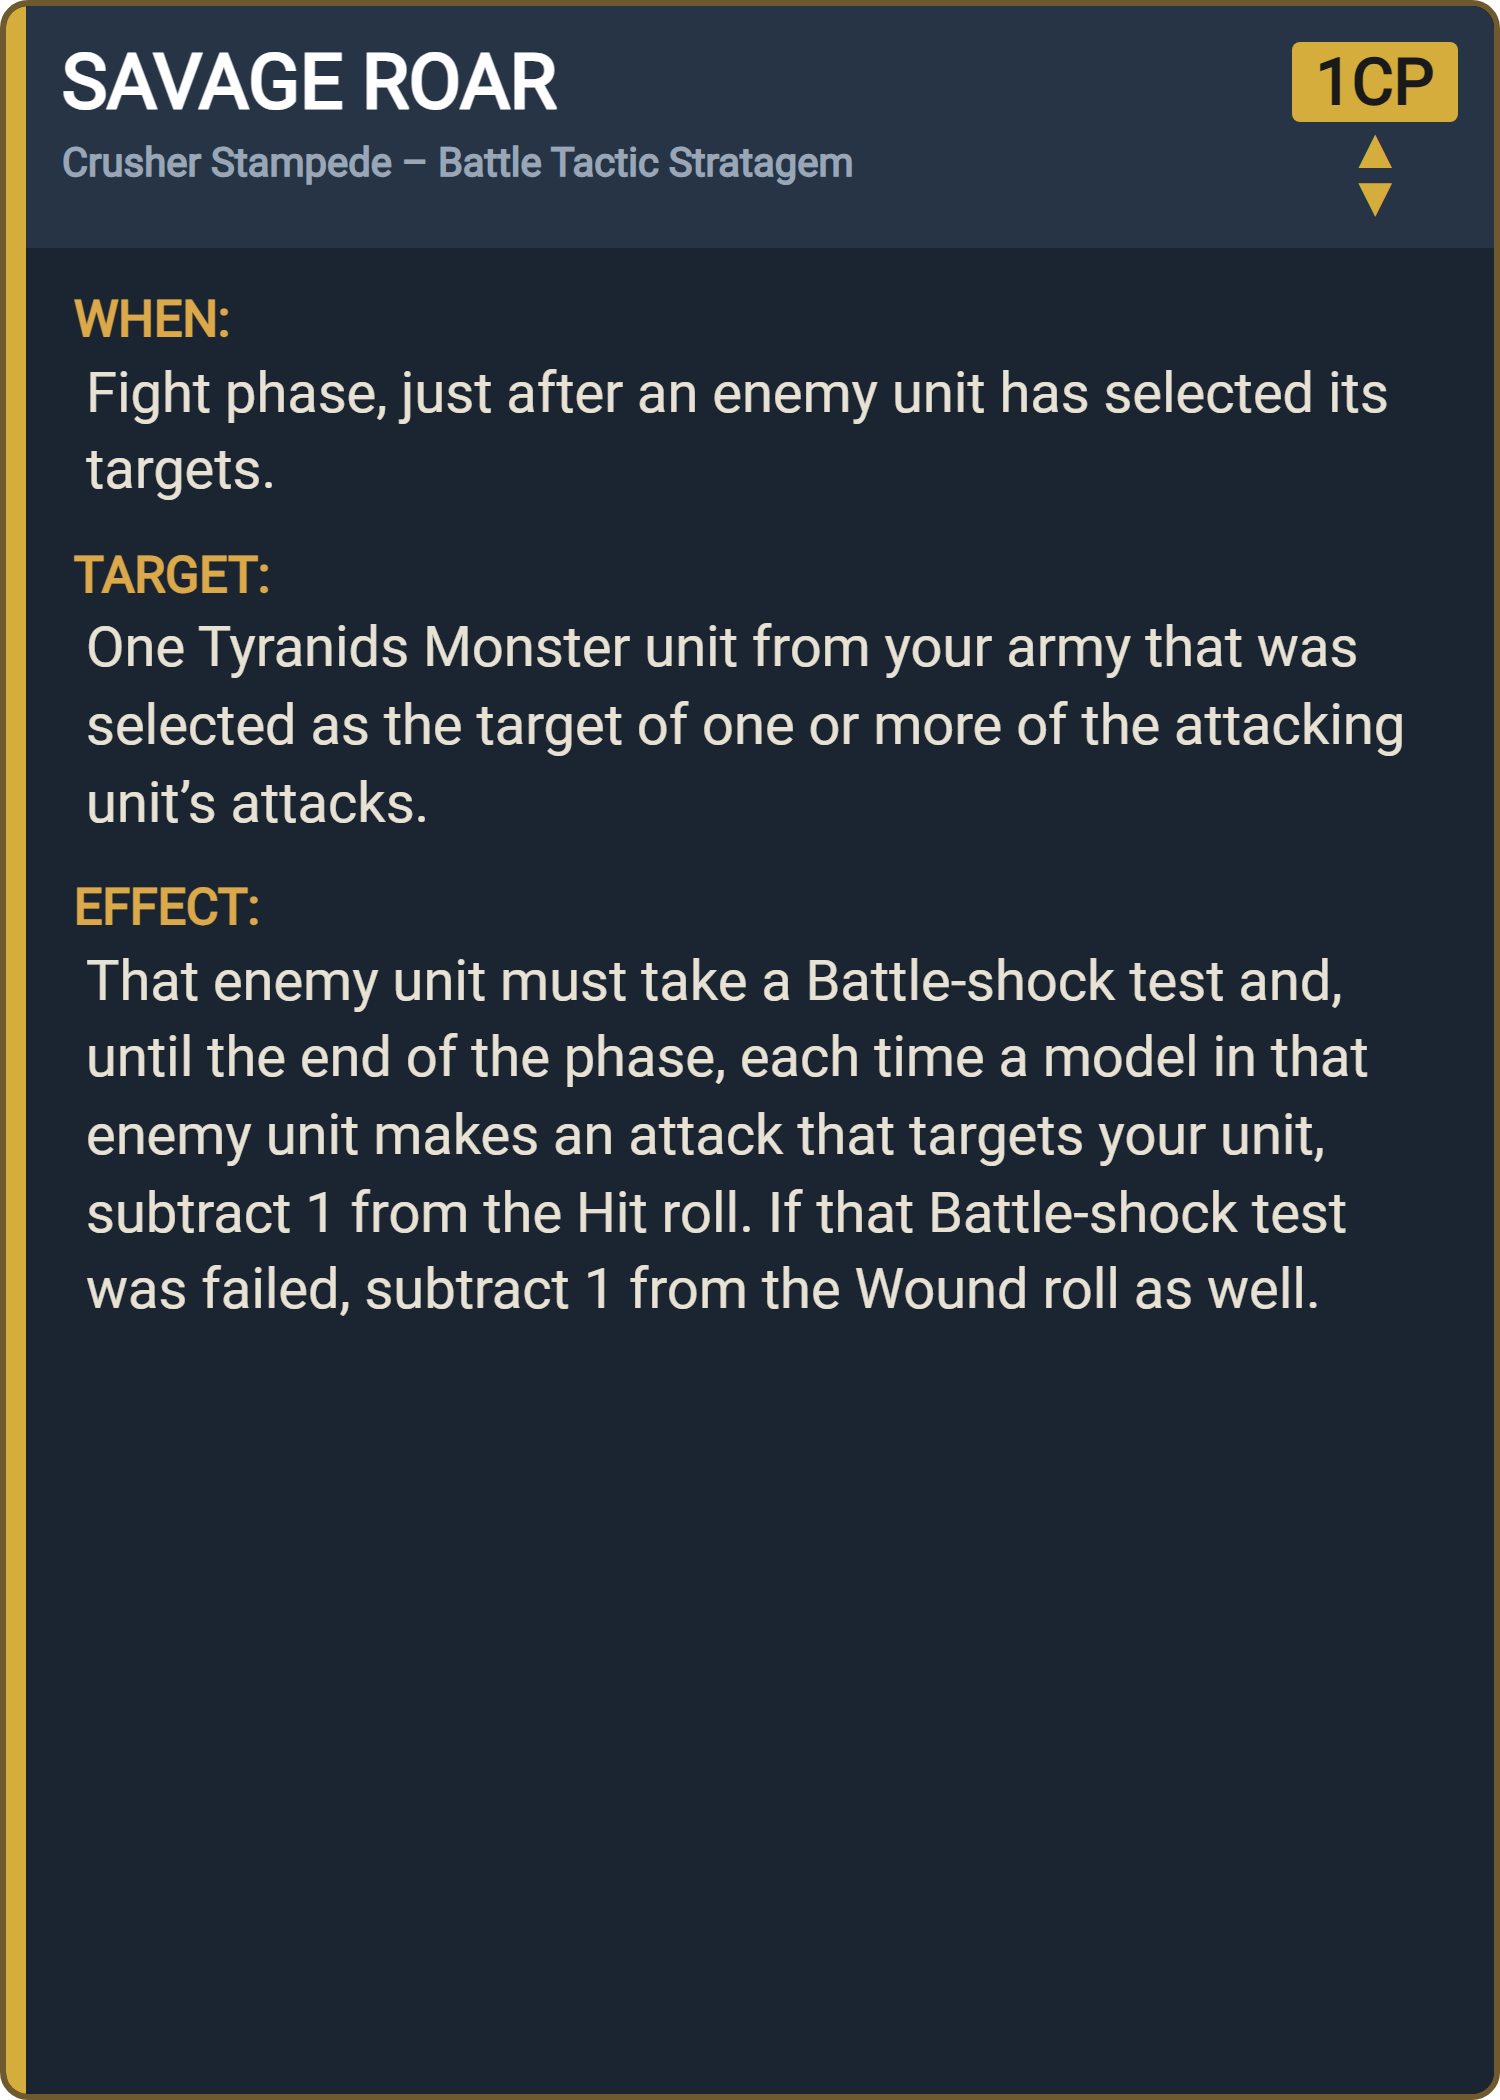 SAVAGE ROAR
1CP
Crusher Stampede – Battle Tactic Stratagem
WHEN:
Fight phase, just after an enemy unit has selected its
targets.
TARGET:
One Tyranids Monster unit from your army that was
selected as the target of one or more of the attacking
unit’s attacks.
EFFECT:
That enemy unit must take a Battle-shock test and,
until the end of the phase, each time a model in that
enemy unit makes an attack that targets your unit,
subtract 1 from the Hit roll. If that Battle-shock test
was failed, subtract 1 from the Wound roll as well.